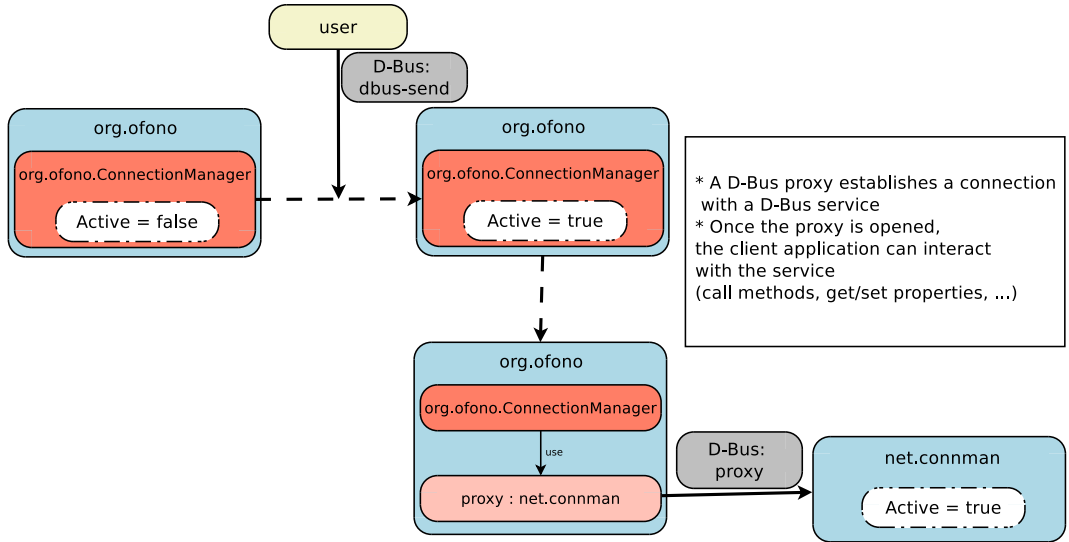 user
D-Bus:
dbus-send
org.ofono
org.ofono.ConnectionManager
Active = false
org.ofono
org.ofono.ConnectionManager
Active = true
* A D-Bus proxy establishes a connection
with a D-Bus service
* Once the proxy is opened,
the client application can interact
with the service
(call methods, get/set properties, ...)
org.ofono
org.ofono.ConnectionManager
use
proxy : net.connman
D-Bus:
proxy
net.connman
Active = true